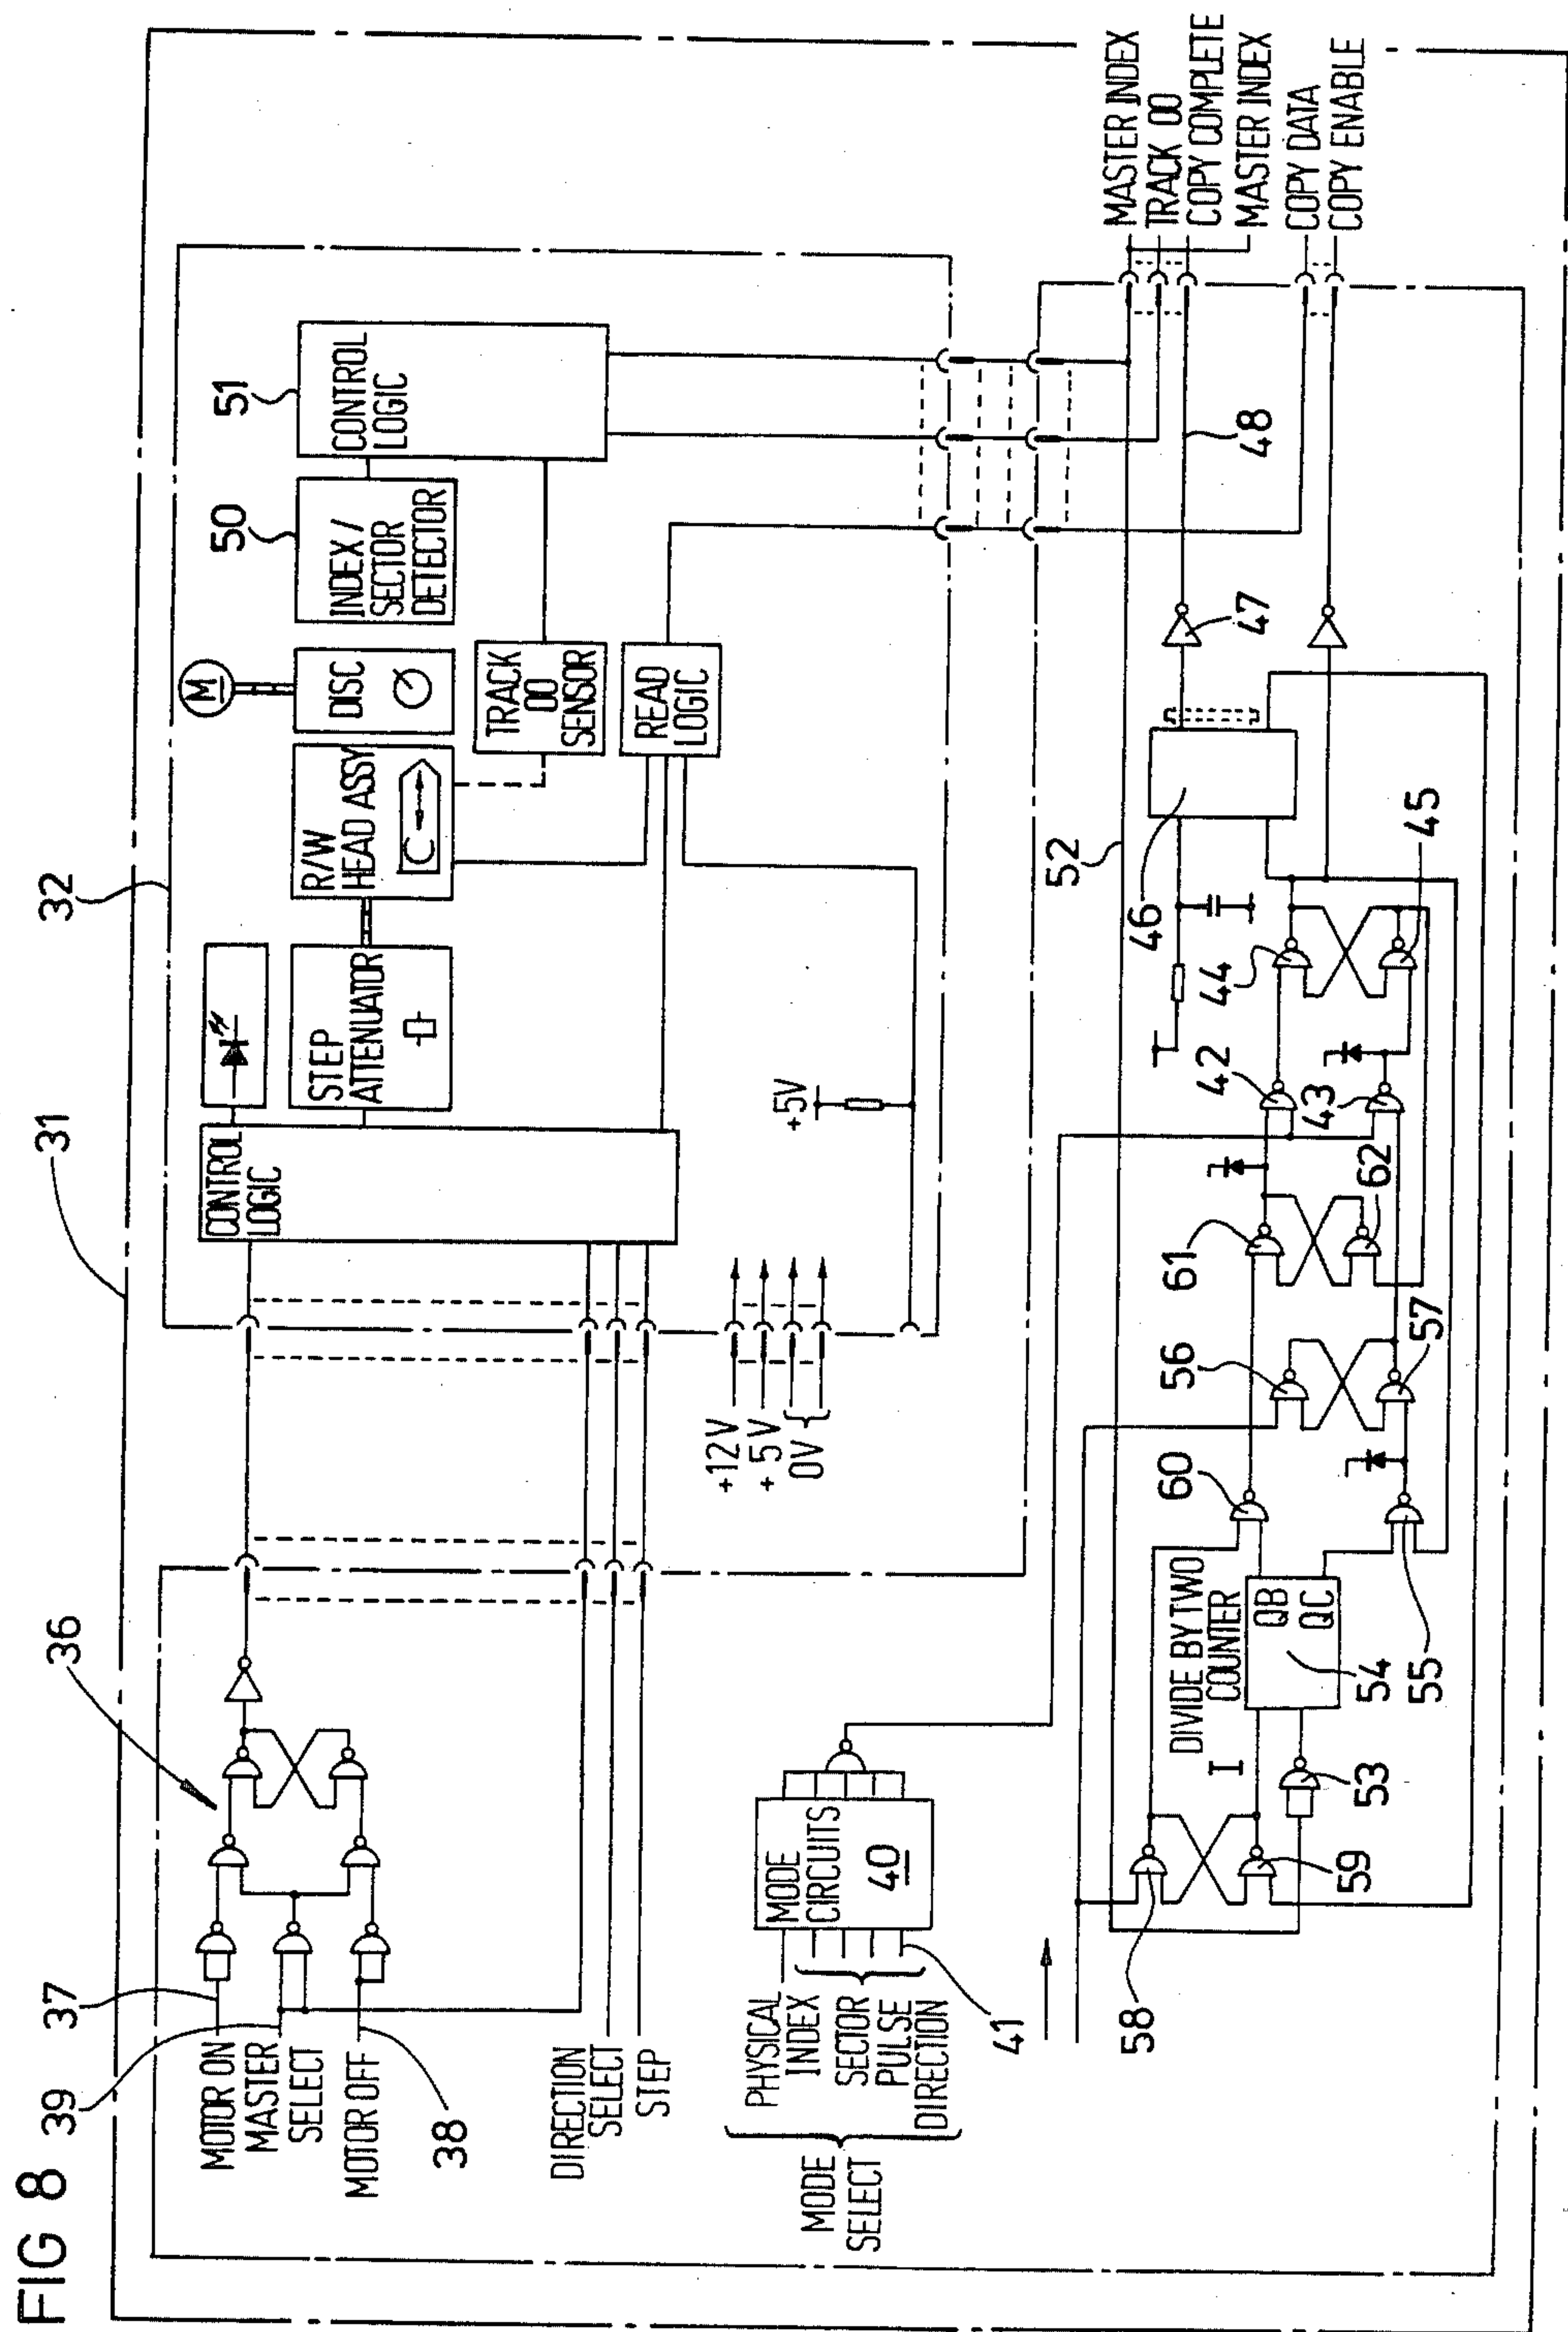 FIG 8
31
32
36
37
39
38
MOTOR ON
MASTER
SELECT
MOTOR OFF
DIRECTION
SELECT
STEP
CONTROL
LOGIC
STEP
ATTENUATOR
R/W
HEAD ASSY
C
M
DISC
50
INDEX/
SECTOR
DETECTOR
51
CONTROL
LOGIC
TRACK
00
SENSOR
READ
LOGIC
+12V
+5V
0V
+5V
MODE
SELECT
PHYSICAL
INDEX
SECTOR
PULSE
DIRECTION
41
MODE
CIRCUITS
40
52
MASTER INDEX
TRACK 00
COPY COMPLETE
MASTER INDEX
COPY DATA
COPY ENABLE
58
59
53
I
DIVIDE BY TWO
COUNTER
QB
QC
54
55
60
56
57
61
62
42
43
44
45
46
47
48